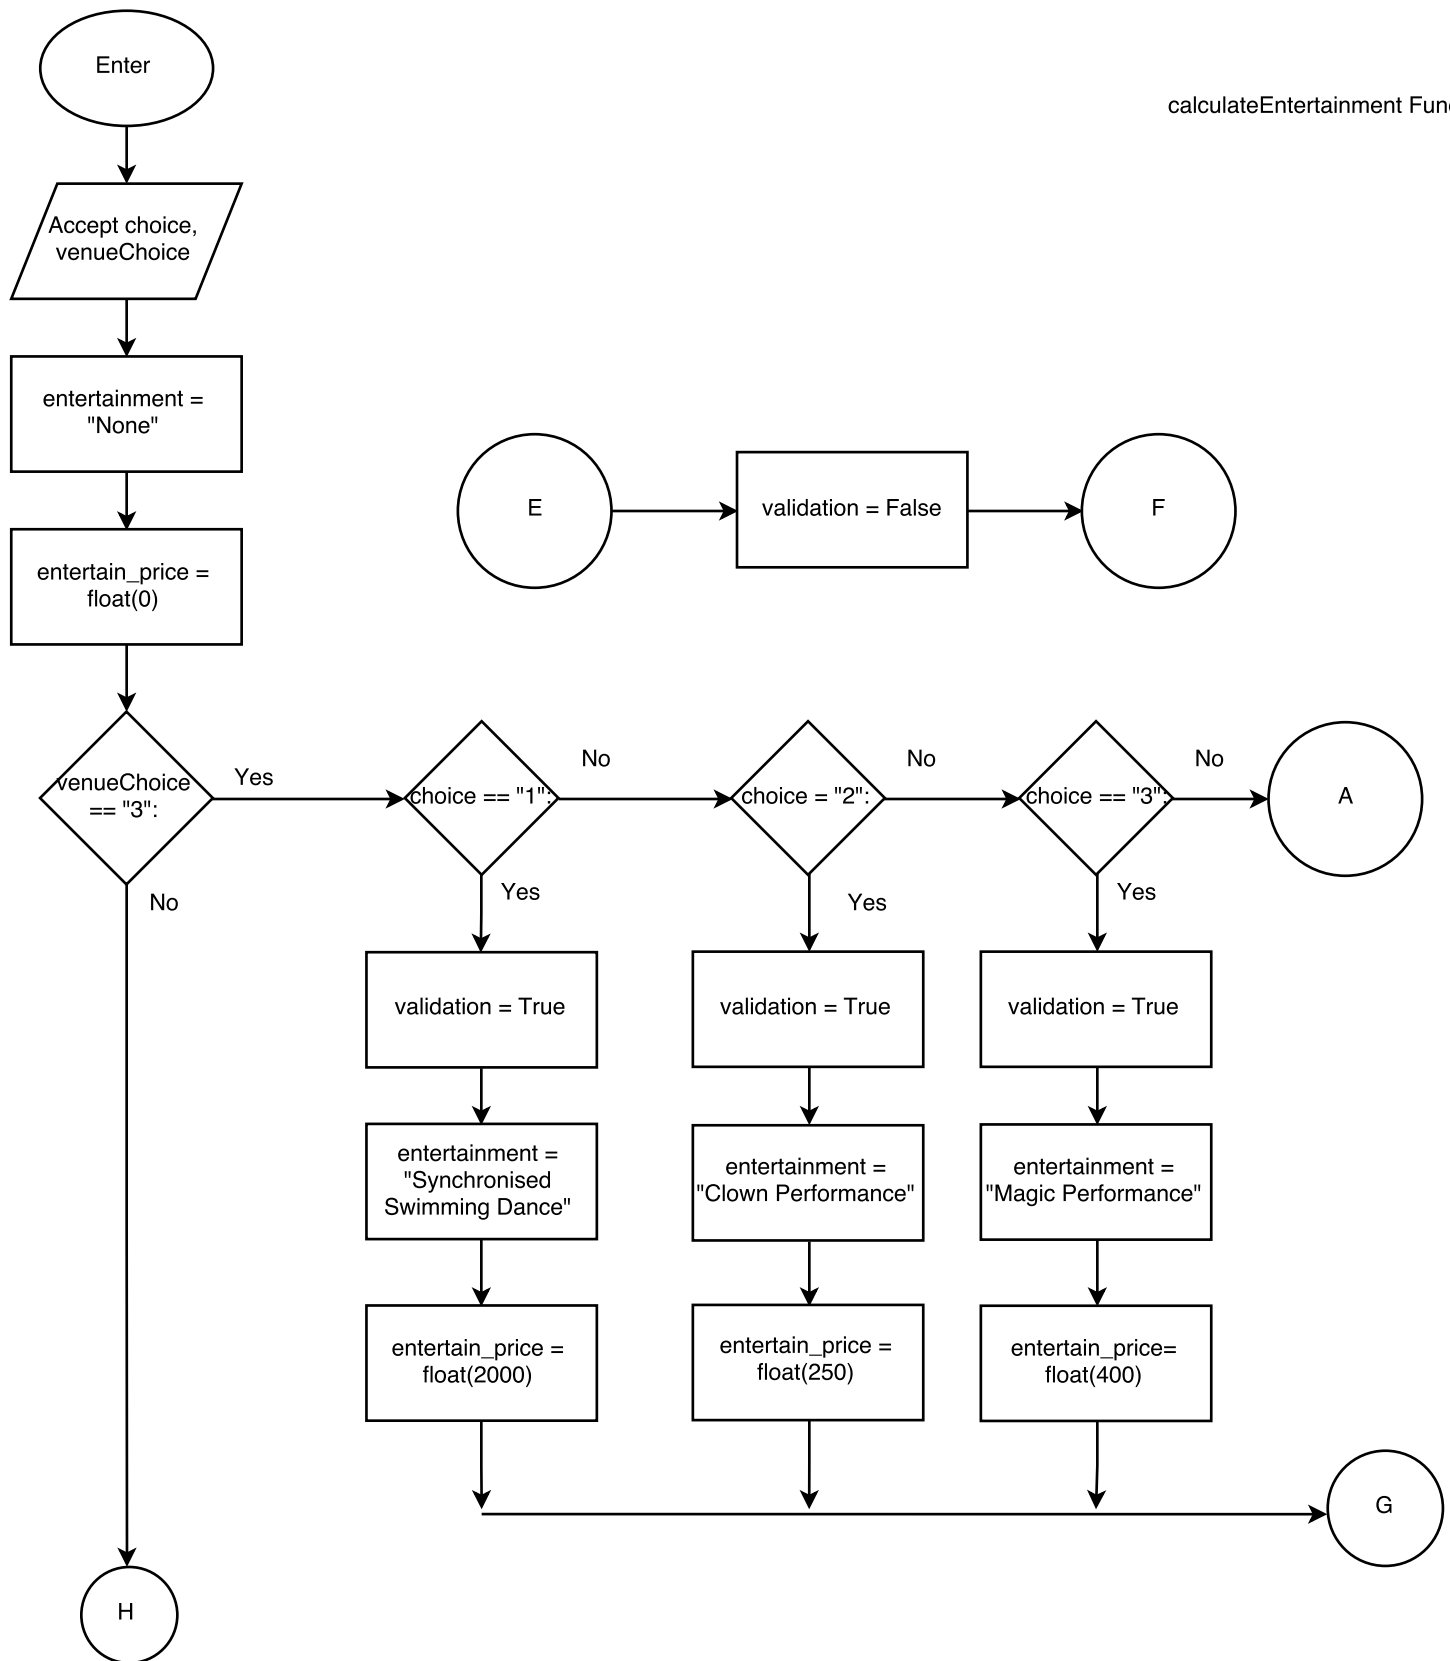 Enter
calculateEntertainment
Accept choice,
venueChoice
entertainment =
"None"
E
validation = False
F
entertain_price =
float(0)
venueChoice
== "3":
Yes
No
choice == "1":
No
choice = "2":
No
choice == "3":
No
A
Yes
Yes
Yes
validation = True
validation = True
validation = True
entertainment =
"Synchronised
Swimming Dance"
entertainment =
"Clown Performance"
entertainment =
"Magic Performance"
entertain_price =
float(2000)
entertain_price =
float(250)
entertain_price=
float(400)
G
H